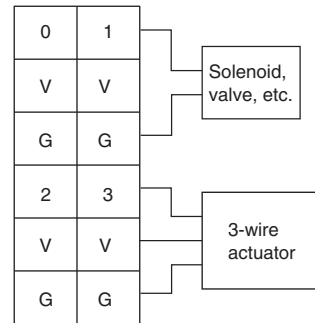 0 1
Solenoid,
valve, etc.
V V
G G
2 3
3-wire
actuator
V V
G G